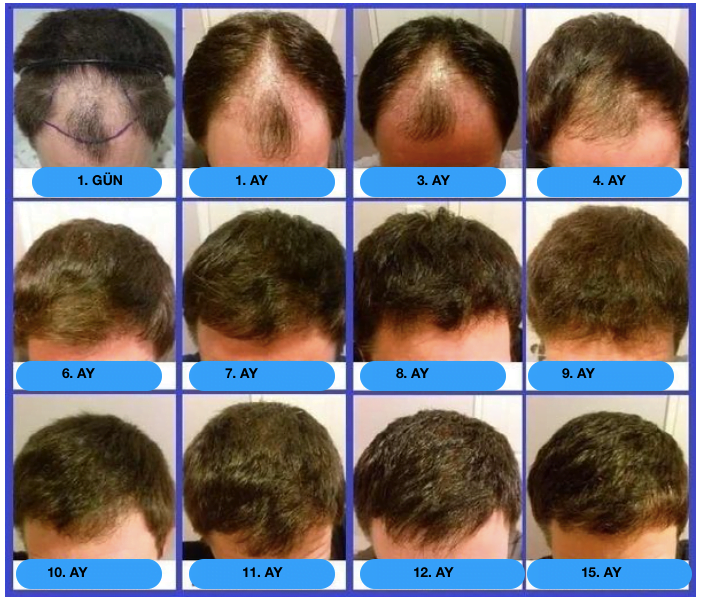 1. GÜN
1. AY
3. AY
4. AY
6. AY
7. AY
8. AY
9. AY
10. AY
11. AY
12. AY
15. AY